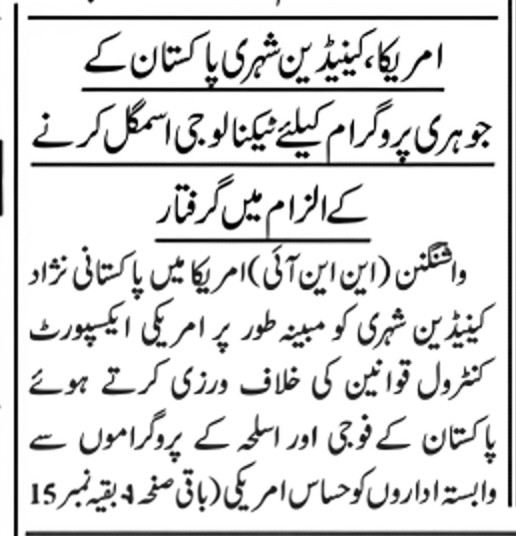 امریکا، کینیڈین شہری پاکستان کے
جوہری پروگرام کیلئے ٹیکنالوجی اسمگل کرنے
کے الزام میں گرفتار
واشنگٹن (این این آئی) امریکا میں پاکستانی نژاد
کینیڈین شہری کو مبینہ طور پر امریکی ایکسپورٹ
کنٹرول قوانین کی خلاف ورزی کرتے ہوئے
پاکستان کے فوجی اور اسلحہ کے پروگراموں سے
وابستہ اداروں کو حساس امریکی (باقی صفحہ 4 بقیہ نمبر 15